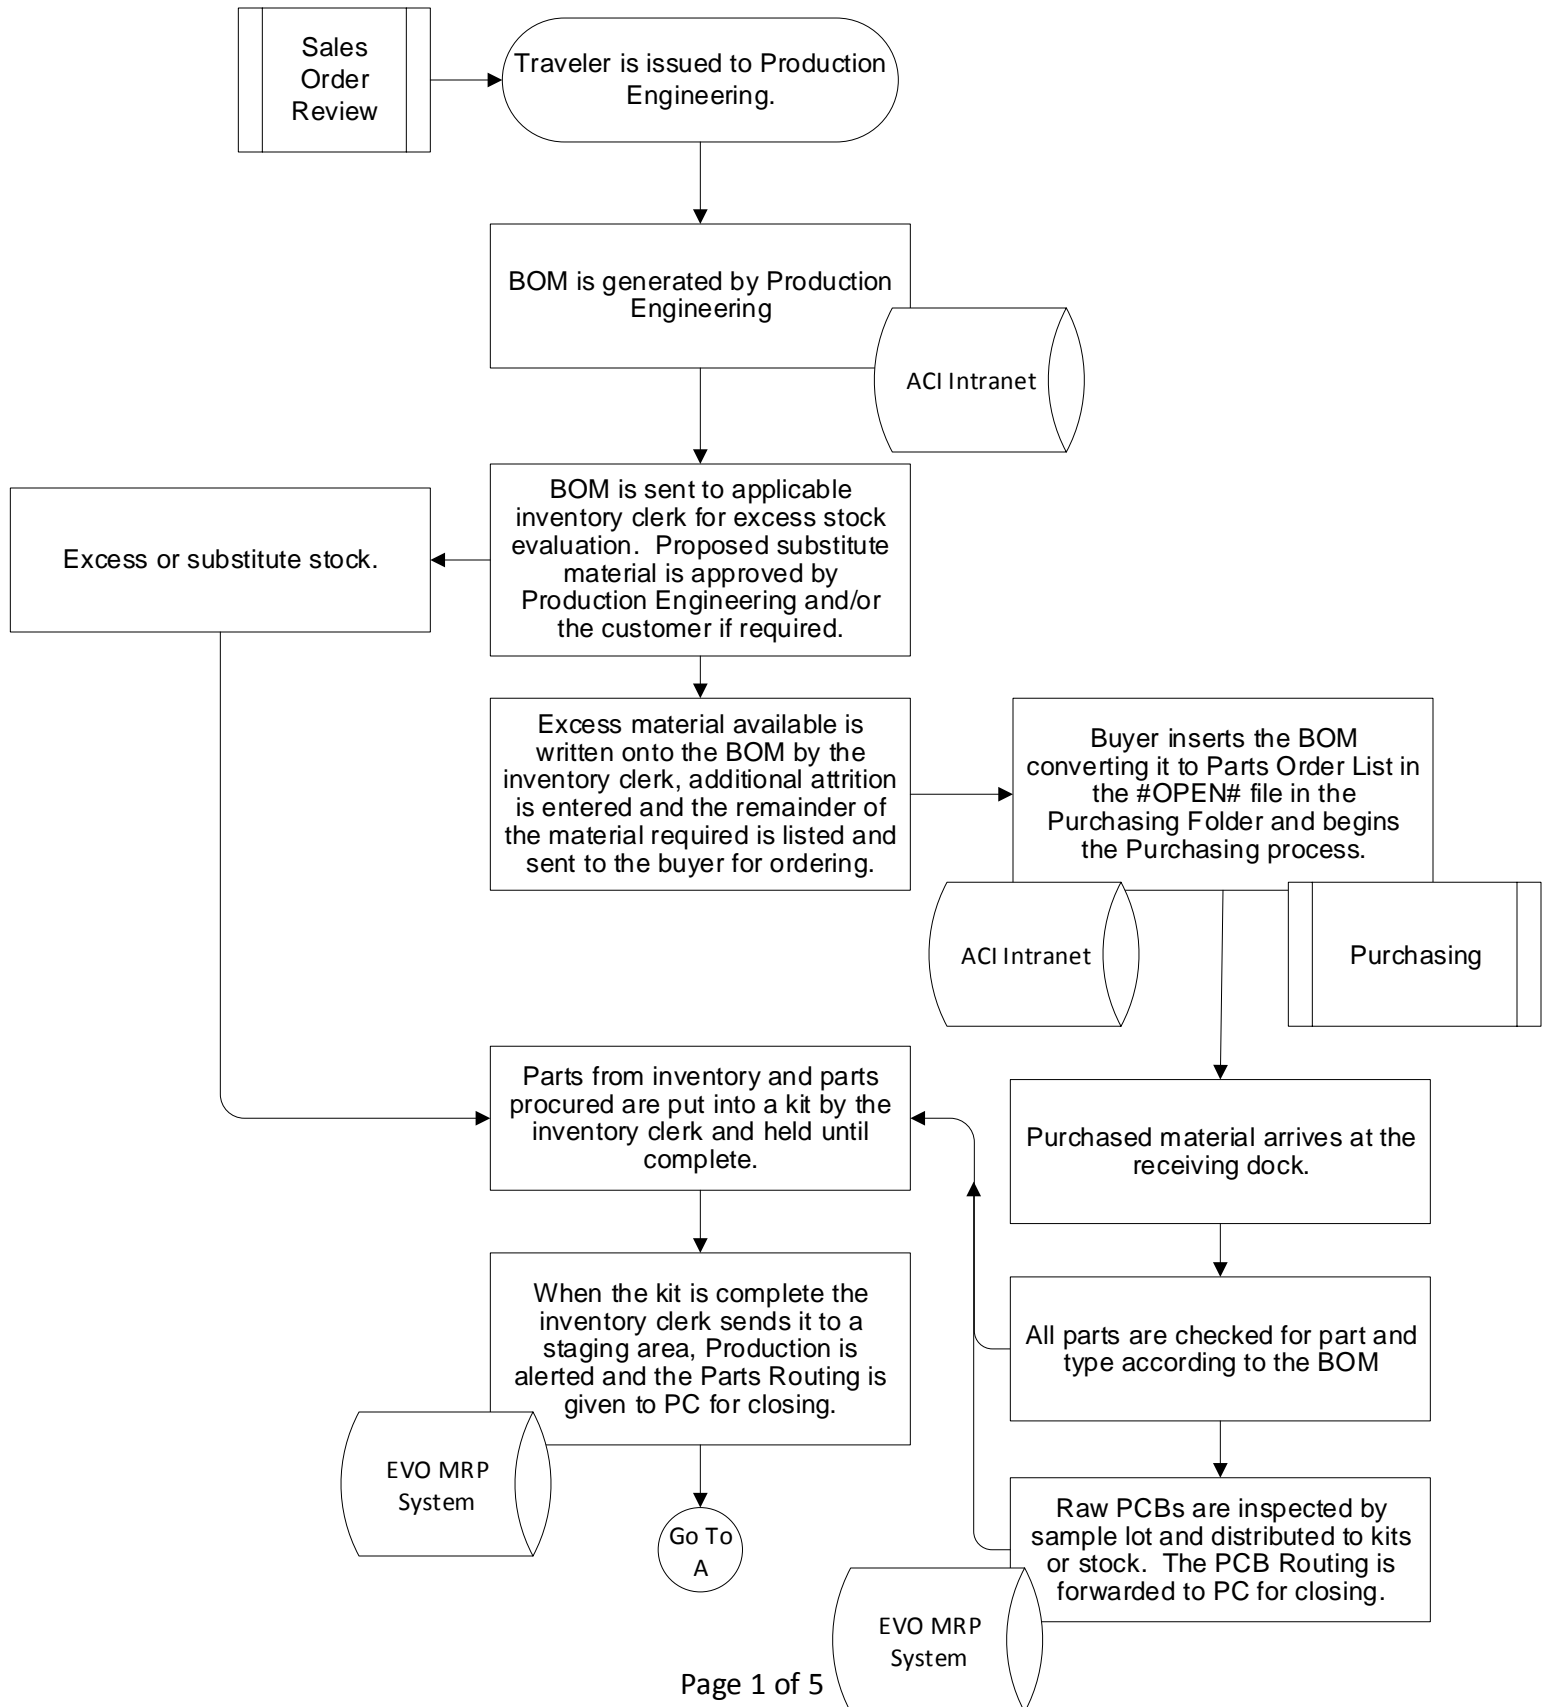 Sales
Order
Review
Traveler is issued to Production
Engineering.
BOM is generated by Production
Engineering
ACI Intranet
BOM is sent to applicable
inventory clerk for excess stock
evaluation.  Proposed substitute
material is approved by
Production Engineering and/or
the customer if required.
Excess or substitute stock.
Excess material available is
written onto the BOM by the
inventory clerk, additional attrition
is entered and the remainder of
the material required is listed and
sent to the buyer for ordering.
Buyer inserts the BOM
converting it to Parts Order List in
the #OPEN# file in the
Purchasing Folder and begins
the Purchasing process.
ACI Intranet
Purchasing
Parts from inventory and parts
procured are put into a kit by the
inventory clerk and held until
complete.
Purchased material arrives at the
receiving dock.
When the kit is complete the
inventory clerk sends it to a
staging area, Production is
alerted and the Parts Routing is
given to PC for closing.
All parts are checked for part and
type according to the BOM
EVO MRP
System
Go To
A
Raw PCBs are inspected by
sample lot and distributed to kits
or stock.  The PCB Routing is
forwarded to PC for closing.
EVO MRP
System
Page 1 of 5